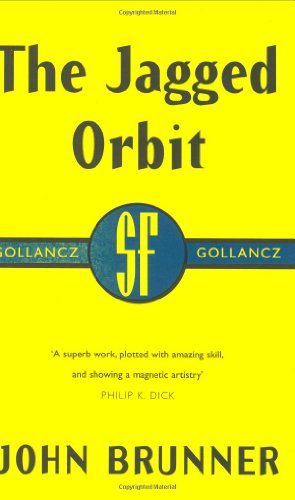 The Jagged
Orbit
GOLLANCZ SF GOLLANCZ
'A superb work, plotted with amazing skill,
and showing a magnetic artistry'
PHILIP K. DICK
JOHN BRUNNER